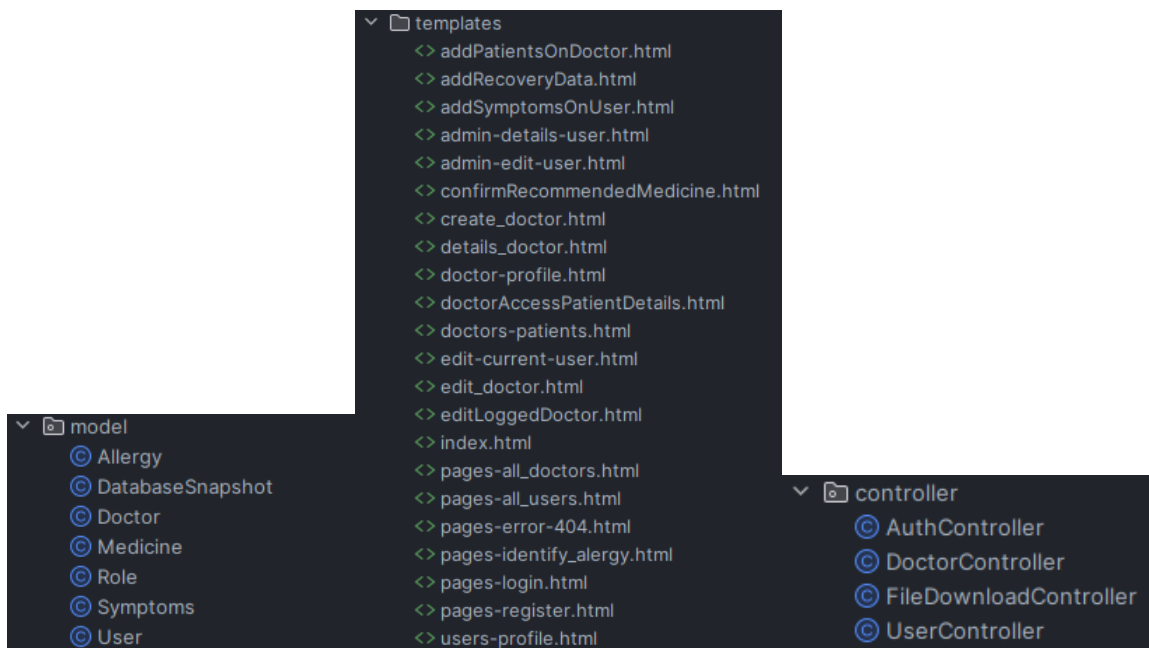 templates
addPatientsOnDoctor.html
addRecoveryData.html
addSymptomsOnUser.html
admin-details-user.html
admin-edit-user.html
confirmRecommendedMedicine.html
create_doctor.html
details_doctor.html
doctor-profile.html
doctorAccessPatientDetails.html
doctors-patients.html
edit-current-user.html
edit_doctor.html
editLoggedDoctor.html
index.html
pages-all_doctors.html
pages-all_users.html
pages-error-404.html
pages-identify_alergy.html
pages-login.html
pages-register.html
users-profile.html
model
Allergy
DatabaseSnapshot
Doctor
Medicine
Role
Symptoms
User
controller
AuthController
DoctorController
FileDownloadController
UserController